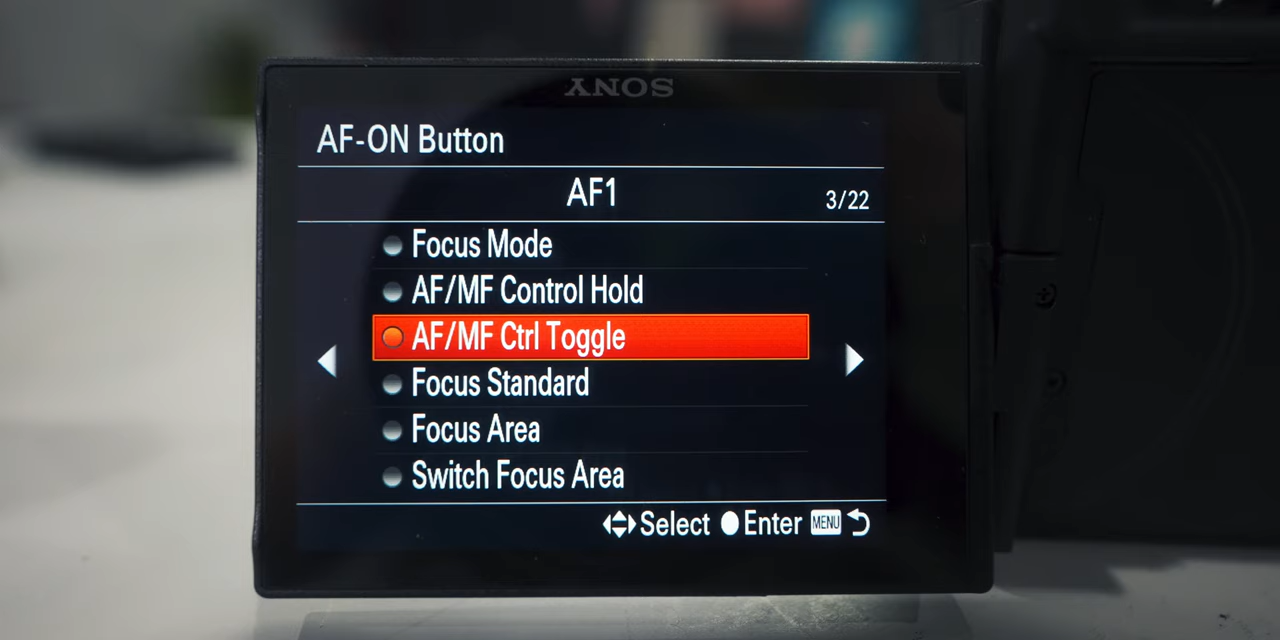 SONY
AF-ON Button
AF1
3/22
Focus Mode
AF/MF Control Hold
AF/MF Ctrl Toggle
Focus Standard
Focus Area
Switch Focus Area
Select Enter MENU